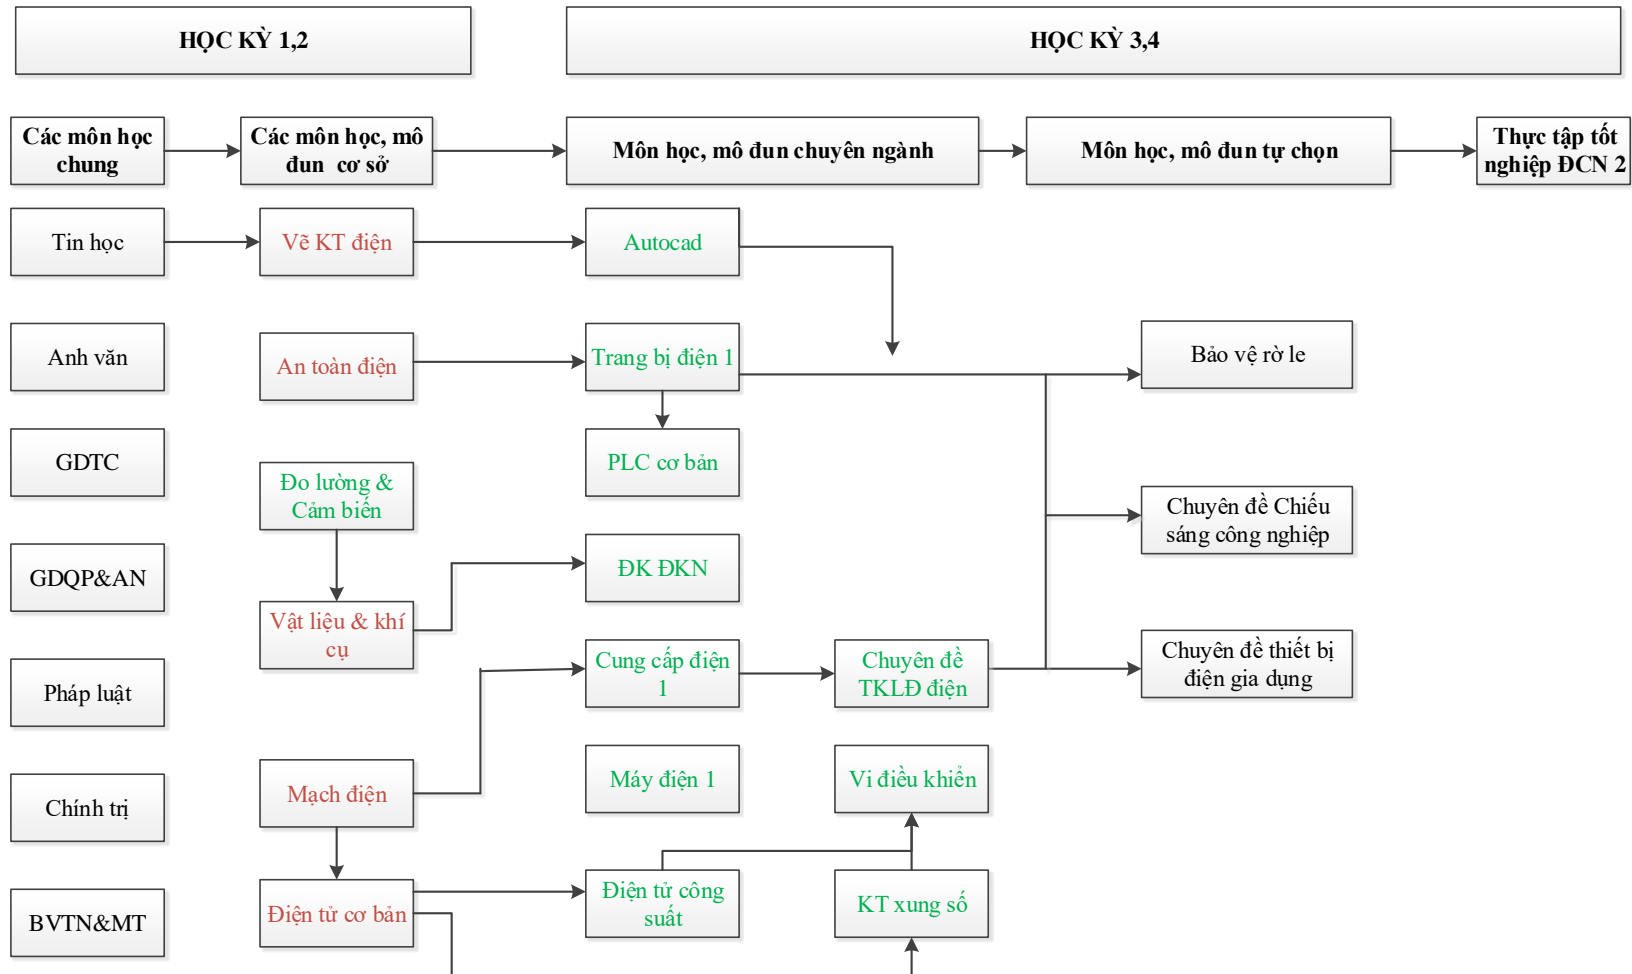 HỌC KỲ 1,2
HỌC KỲ 3,4
Các môn học
chung
Các môn học, mô
đun cơ sở
Môn học, mô đun chuyên ngành
Môn học, mô đun tự chọn
Thực tập tốt
nghiệp ĐCN 2
Tin học
Vẽ KT điện
Autocad
Anh văn
An toàn điện
Trang bị điện 1
Bảo vệ rờ le
GDTC
Đo lường &
Cảm biến
PLC cơ bản
Chuyên đề Chiếu
sáng công nghiệp
GDQP&AN
Vật liệu & khí
cụ
ĐK ĐKN
Pháp luật
Cung cấp điện
1
Chuyên đề
TKLĐ điện
Chuyên đề thiết bị
điện gia dụng
Chính trị
Mạch điện
Máy điện 1
Vi điều khiển
BVTN&MT
Điện tử cơ bản
Điện tử công
suất
KT xung số